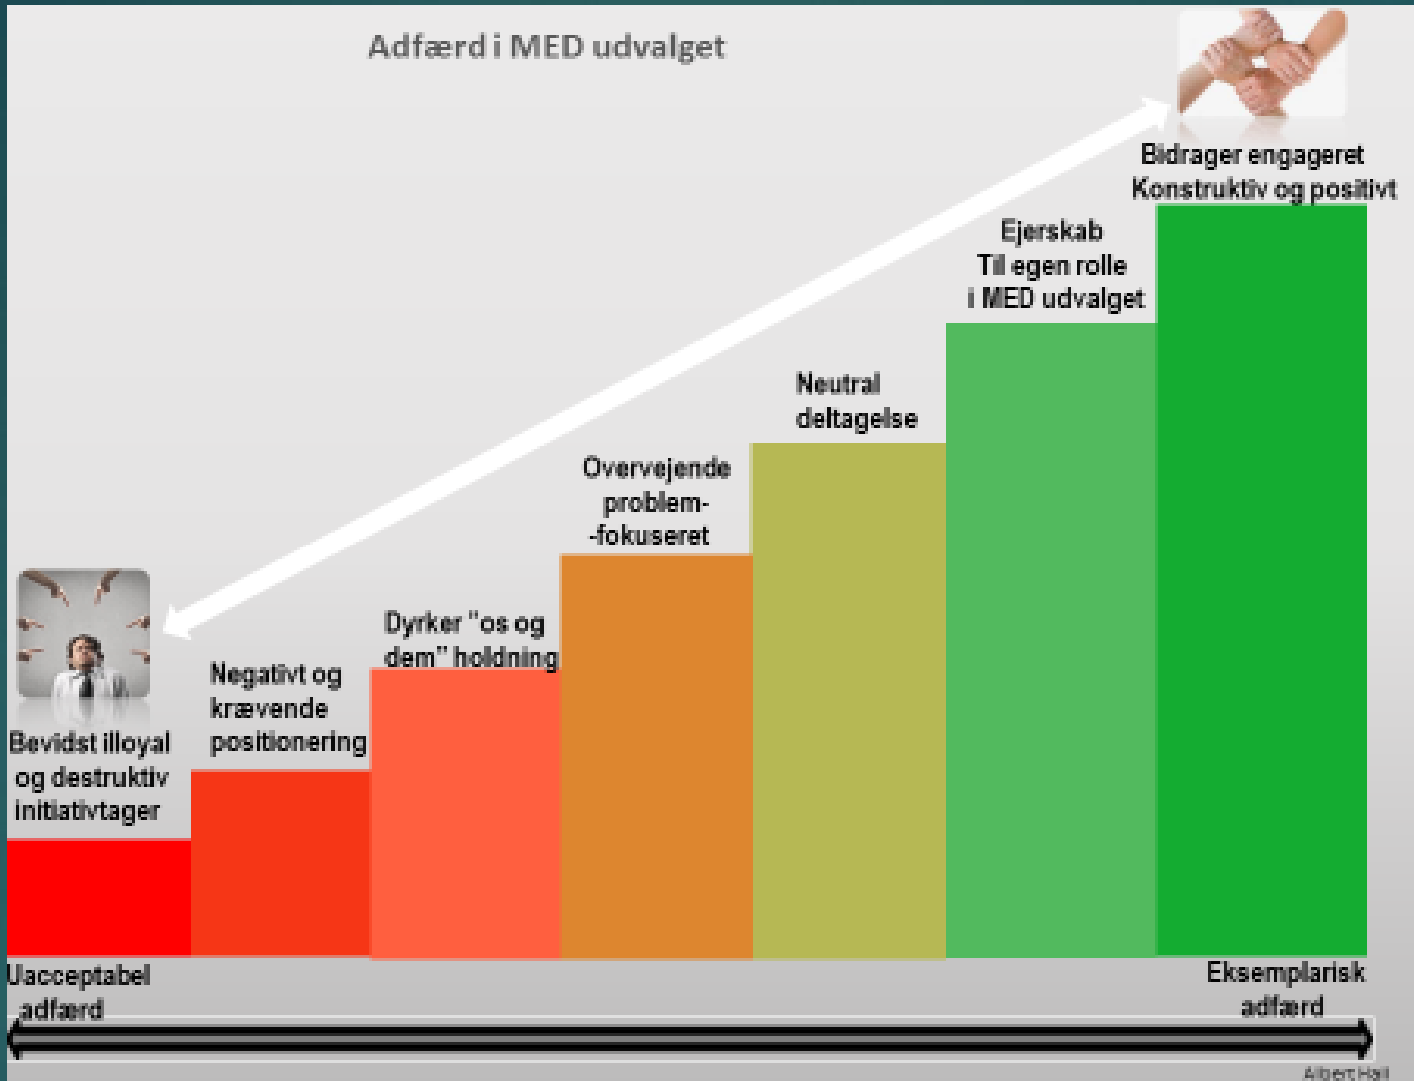 Adfærd i MED udvalget
Bidrager engageret
Konstruktiv og positivt
Ejerskab
Til egen rolle
i MED udvalget
Neutral
deltagelse
Overvejende
problem-
-fokuseret
Dyrker "os og
dem" holdning
Negativt og
krævende
positionering
Bevidst illoyal
og destruktiv
initiativtager
Uacceptabel
adfærd
Eksemplarisk
adfærd
Albert Hall